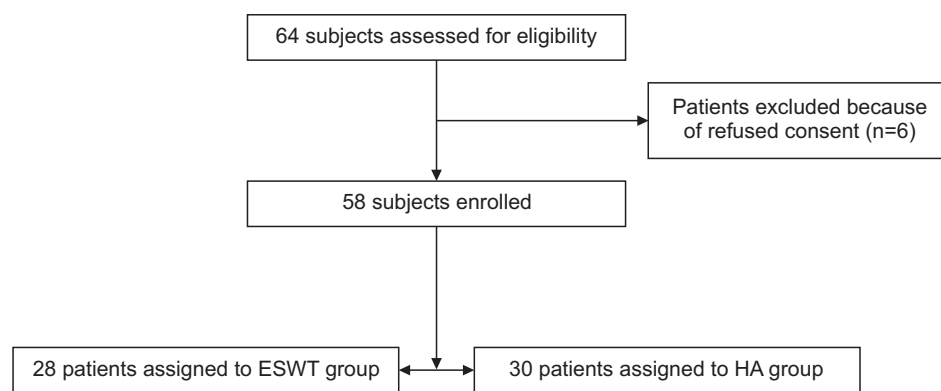 64 subjects assessed for eligibility
Patients excluded because
of refused consent (n=6)
58 subjects enrolled
28 patients assigned to ESWT group
30 patients assigned to HA group